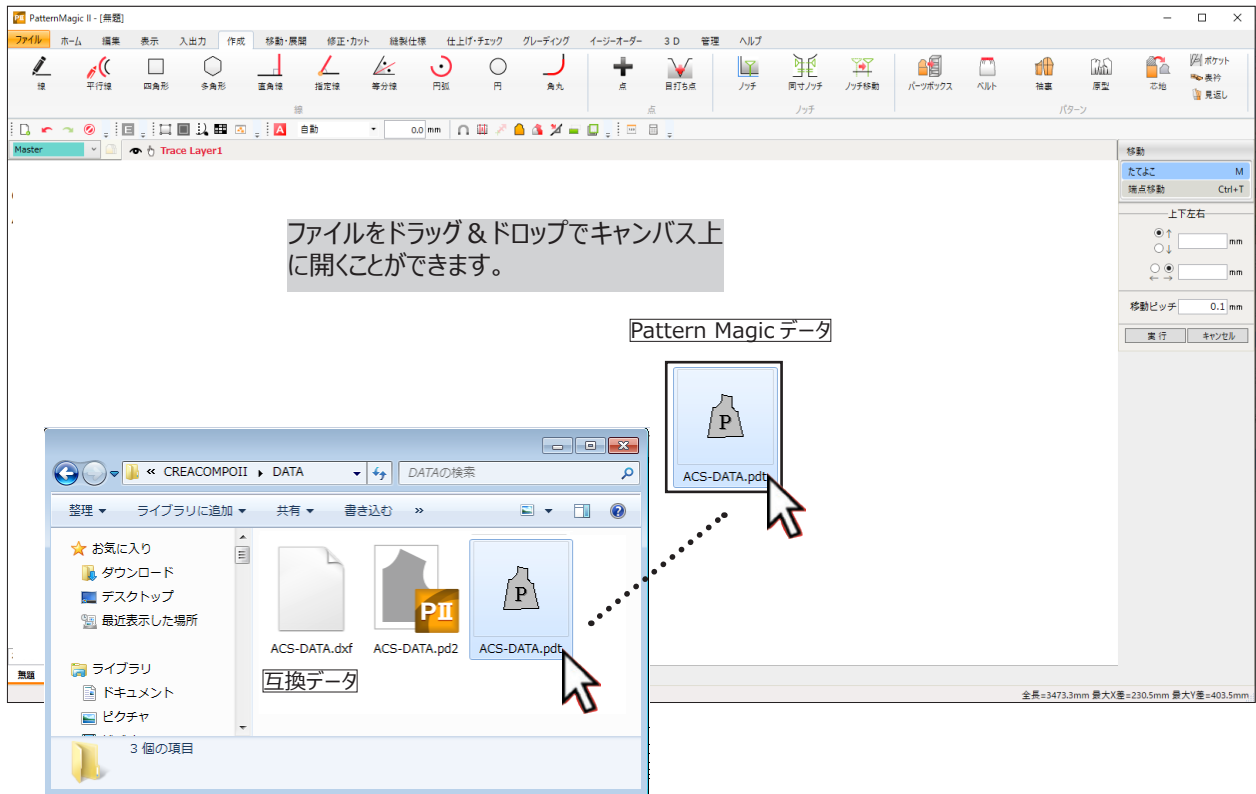 PatternMagic II - [無題]
ファイル ホーム 編集 表示 入出力 作成 移動・展開 修正・カット 縫製仕様 仕上げ・チェック グレーディング イージーオーダー 3 D 管理 ヘルプ
線 平行線 四角形 多角形 直角線 指定線 等分線 円弧 円 角丸 点 目打ち点 ノッチ 同寸ノッチ ノッチ移動 パーツボックス ベルト 袖裏 原型 芯地
ポケット
表衿
見返し
線 点 ノッチ パターン
A 自動 0.0 mm
Master Trace Layer1
移動
たてよこ M
端点移動 Ctrl+T
上下左右
↑ mm
↓
← → mm
移動ピッチ 0.1 mm
実 行 キャンセル
ファイルをドラッグ & ドロップでキャンバス上
に開くことができます。
Pattern Magic データ
P
ACS-DATA.pdt
« CREACOMPOII ▸ DATA DATAの検索
整理 ライブラリに追加 共有 書き込む »
お気に入り
ダウンロード
デスクトップ
最近表示した場所
ライブラリ
ドキュメント
ピクチャ
PII
P
ACS-DATA.dxf ACS-DATA.pd2 ACS-DATA.pdt
互換データ
3 個の項目
無題
全長=3473.3mm 最大X差=230.5mm 最大Y差=403.5mm